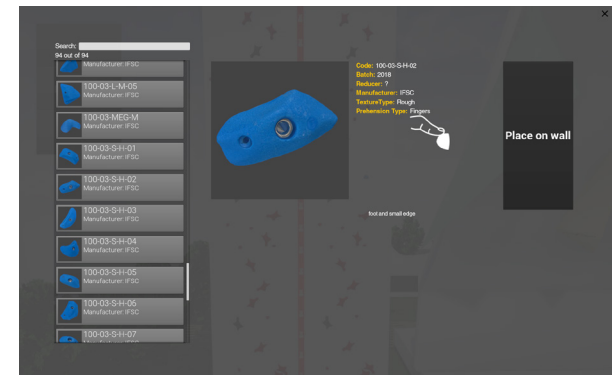 Search:
94 out of 94
Manufacturer: IFSC
100-03-L-M-05
Manufacturer: IFSC
100-03-MEG-M
Manufacturer: IFSC
100-03-S-H-01
Manufacturer: IFSC
100-03-S-H-02
Manufacturer: IFSC
100-03-S-H-03
Manufacturer: IFSC
100-03-S-H-04
Manufacturer: IFSC
100-03-S-H-05
Manufacturer: IFSC
100-03-S-H-06
Manufacturer: IFSC
100-03-S-H-07
Manufacturer: IFSC
Code: 100-03-S-H-02
Batch: 2018
Reducer: ?
Manufacturer: IFSC
TextureType: Rough
Prehension Type: Fingers
foot and small edge
Place on wall
×